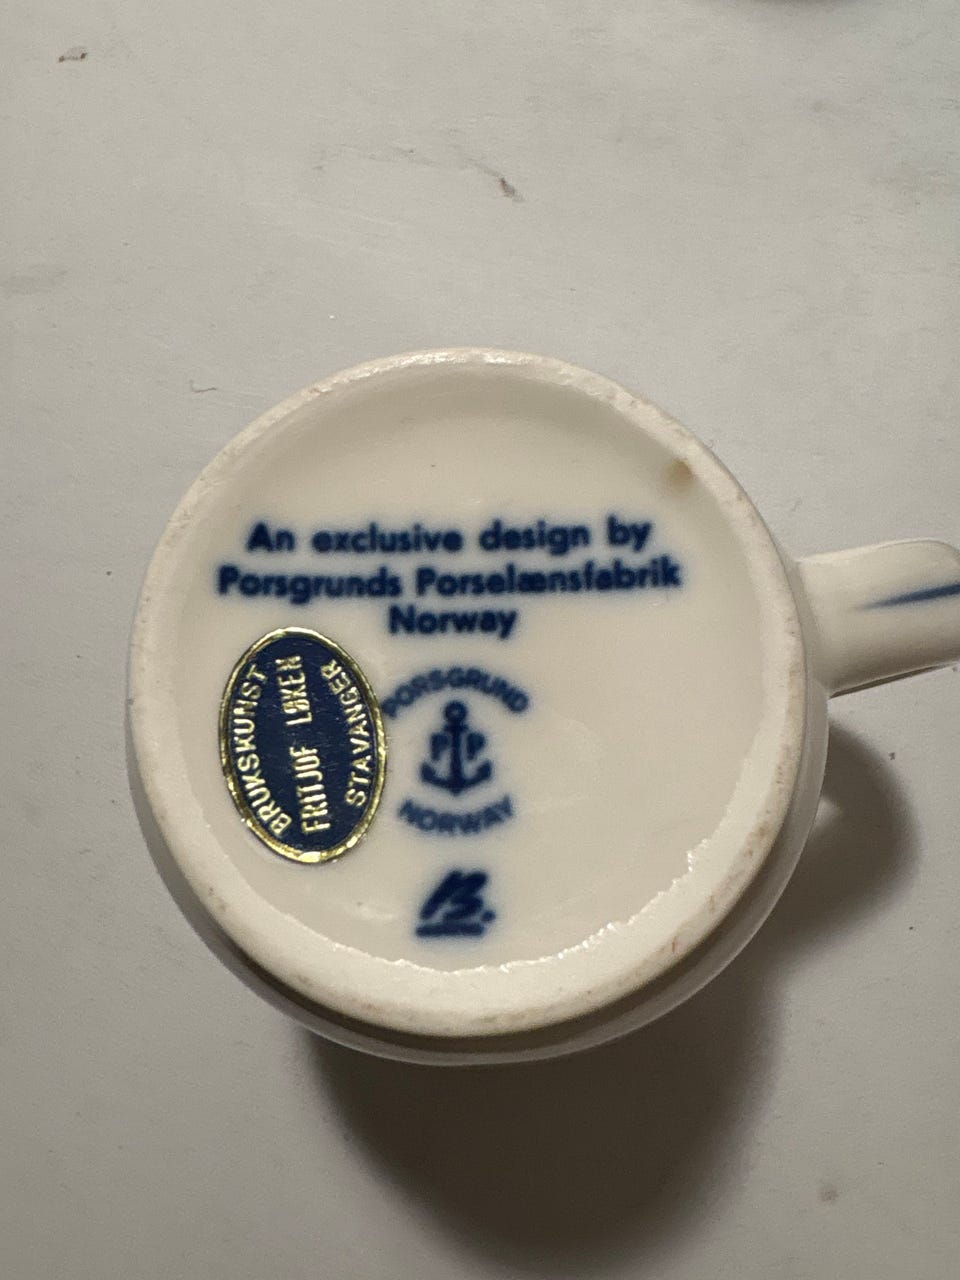 An exclusive design by
Porsgrunds Porselænsfabrik
Norway
BRUKSKUNST
FRITJOF LØKEN
STAVANGER
PORSGRUND
P P
NORWAY
B.